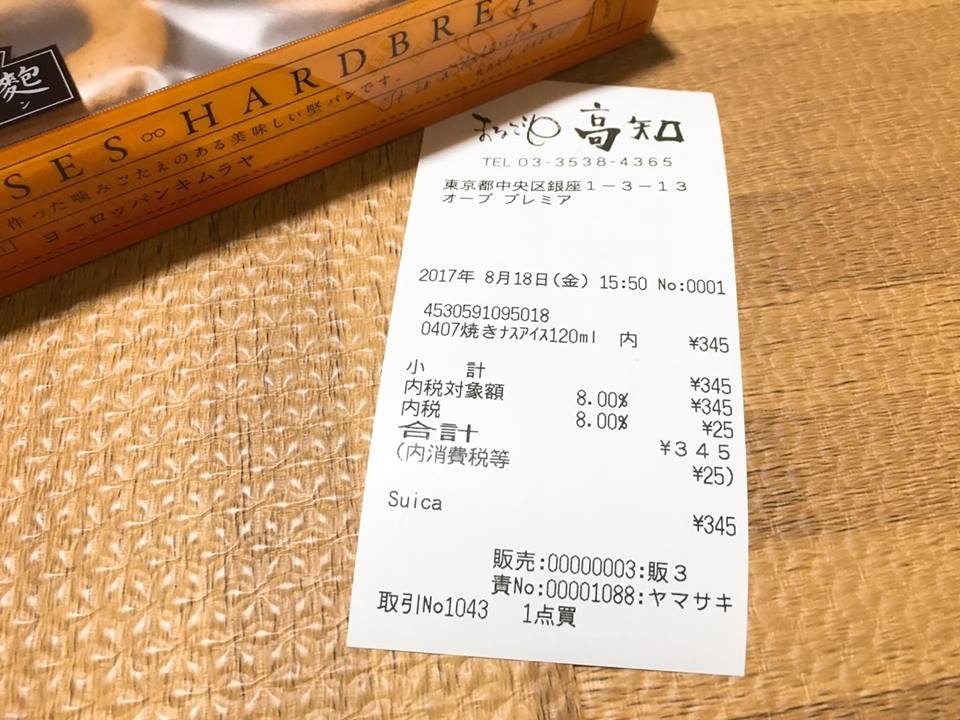 麭
ン
SES∞HARDBREA
作った噛みごたえのある美味しい堅パンです。
ヨーロッパンキムラヤ
まるごと高知
TEL 03-3538-4365
東京都中央区銀座1-3-13
オーブ プレミア
2017年 8月18日(金) 15:50 No:0001
4530591095018
0407焼きナスアイス120ml 内 ¥345
小 計 ¥345
内税対象額 8.00% ¥345
内税 8.00% ¥25
合計 ¥345
(内消費税等 ¥25)
Suica ¥345
販売:00000003:販3
責No:00001088:ヤマサキ
取引No1043 1点買